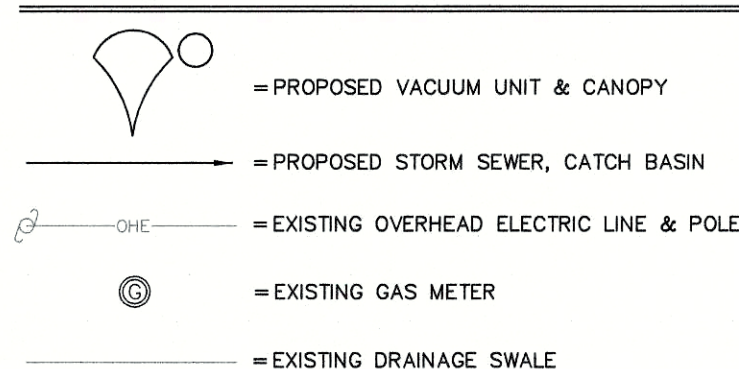 = PROPOSED VACUUM UNIT & CANOPY
= PROPOSED STORM SEWER, CATCH BASIN
OHE = EXISTING OVERHEAD ELECTRIC LINE & POLE
G = EXISTING GAS METER
= EXISTING DRAINAGE SWALE